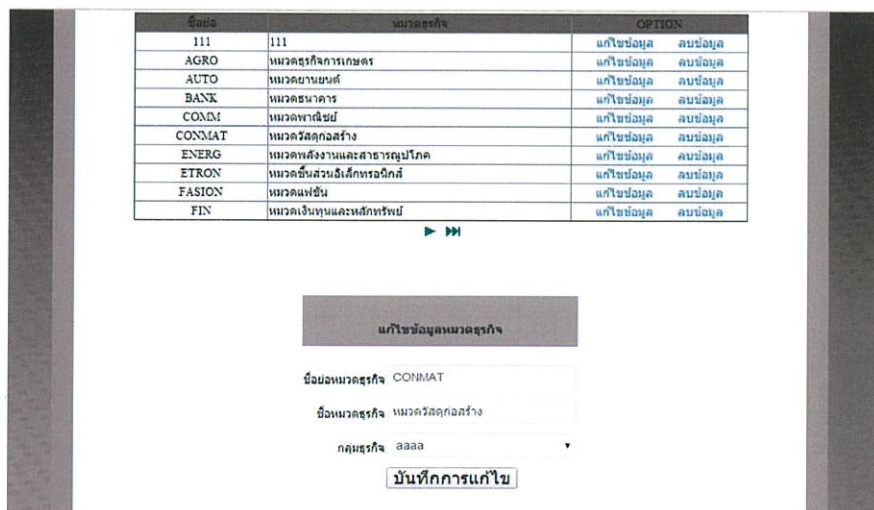 ชื่อย่อ หมวดธุรกิจ OPTION
111 111 แก้ไขข้อมูล ลบข้อมูล
AGRO หมวดธุรกิจการเกษตร แก้ไขข้อมูล ลบข้อมูล
AUTO หมวดยานยนต์ แก้ไขข้อมูล ลบข้อมูล
BANK หมวดธนาคาร แก้ไขข้อมูล ลบข้อมูล
COMM หมวดพาณิชย์ แก้ไขข้อมูล ลบข้อมูล
CONMAT หมวดวัสดุก่อสร้าง แก้ไขข้อมูล ลบข้อมูล
ENERG หมวดพลังงานและสาธารณูปโภค แก้ไขข้อมูล ลบข้อมูล
ETRON หมวดชิ้นส่วนอิเล็กทรอนิกส์ แก้ไขข้อมูล ลบข้อมูล
FASION หมวดแฟชั่น แก้ไขข้อมูล ลบข้อมูล
FIN หมวดเงินทุนและหลักทรัพย์ แก้ไขข้อมูล ลบข้อมูล
แก้ไขข้อมูลหมวดธุรกิจ
ชื่อย่อหมวดธุรกิจ CONMAT
ชื่อหมวดธุรกิจ หมวดวัสดุก่อสร้าง
กลุ่มธุรกิจ aaaa
บันทึกการแก้ไข